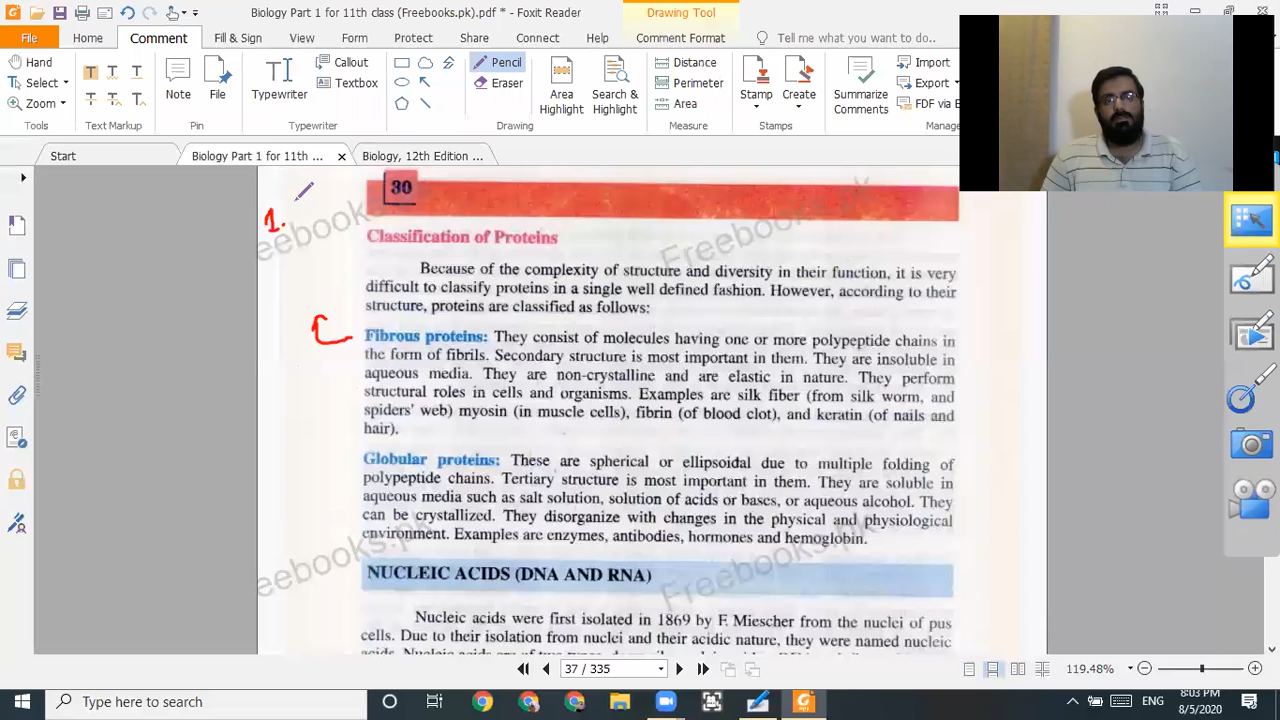 Biology Part 1 for 11th class (Freebooks.pk).pdf * - Foxit Reader
Drawing Tool
File
Home
Comment
Fill & Sign
View
Form
Protect
Share
Connect
Help
Comment Format
Tell me what you want to do...
Hand
Select
Zoom
Tools
Text Markup
Note
File
Pin
Typewriter
Callout
Textbox
Typewriter
Pencil
Eraser
Drawing
Area Highlight
Search & Highlight
Distance
Perimeter
Area
Measure
Stamp
Create
Stamps
Summarize Comments
Import
Export
FDF via E
Manag
Start
Biology Part 1 for 11th ...
Biology, 12th Edition ...
30
1.
Classification of Proteins
Because of the complexity of structure and diversity in their function, it is very
difficult to classify proteins in a single well defined fashion. However, according to their
structure, proteins are classified as follows:
Fibrous proteins: They consist of molecules having one or more polypeptide chains in
the form of fibrils. Secondary structure is most important in them. They are insoluble in
aqueous media. They are non-crystalline and are elastic in nature. They perform
structural roles in cells and organisms. Examples are silk fiber (from silk worm, and
spiders' web) myosin (in muscle cells), fibrin (of blood clot), and keratin (of nails and
hair).
Globular proteins: These are spherical or ellipsoidal due to multiple folding of
polypeptide chains. Tertiary structure is most important in them. They are soluble in
aqueous media such as salt solution, solution of acids or bases, or aqueous alcohol. They
can be crystallized. They disorganize with changes in the physical and physiological
environment. Examples are enzymes, antibodies, hormones and hemoglobin.
NUCLEIC ACIDS (DNA AND RNA)
Nucleic acids were first isolated in 1869 by F. Miescher from the nuclei of pus
cells. Due to their isolation from nuclei and their acidic nature, they were named nucleic
eebooks.pk
Freebooks.pk
eebooks.pk
Freebooks.pk
37 / 335
119.48%
Type here to search
ENG
8:03 PM
8/5/2020